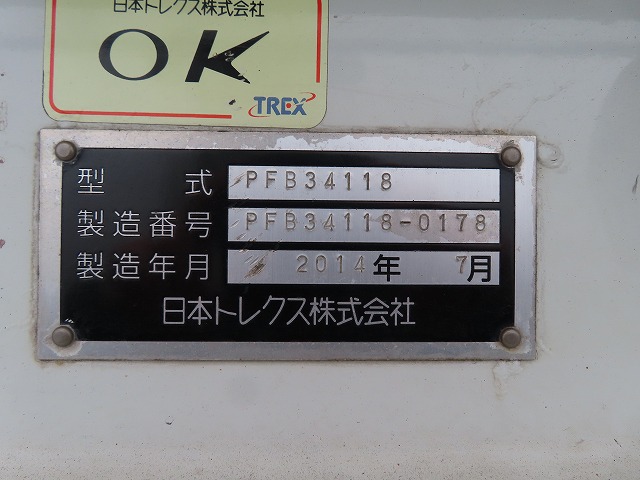 日本トレクス株式会社
OK
TREX
型式 PFB34118
製造番号 PFB34118-0178
製造年月 2014年 7月
日本トレクス株式会社